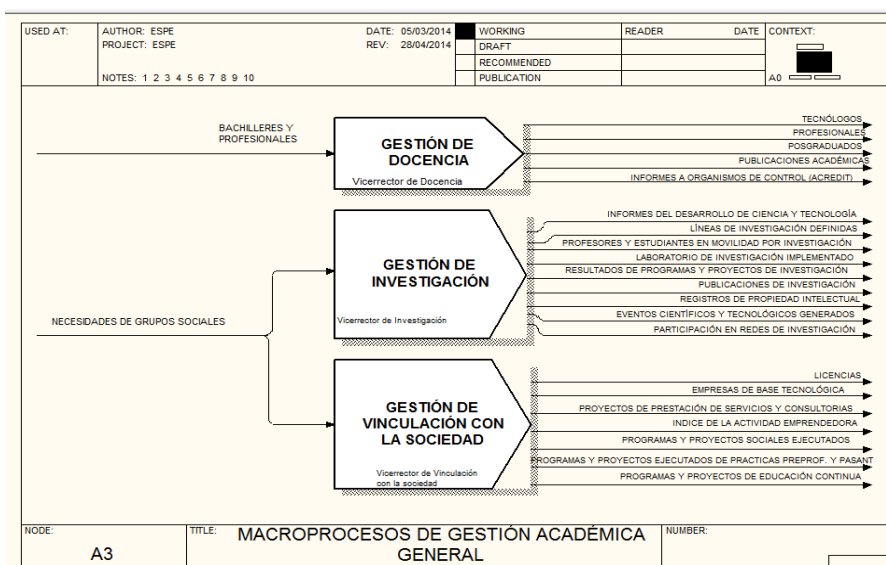 USED AT:
AUTHOR: ESPE
DATE: 05/03/2014
WORKING
READER
DATE
CONTEXT:
PROJECT: ESPE
REV: 28/04/2014
DRAFT
RECOMMENDED
NOTES: 1 2 3 4 5 6 7 8 9 10
PUBLICATION
A0
BACHILLERES Y
PROFESIONALES
GESTIÓN DE
DOCENCIA
Vicerrector de Docencia
TECNÓLOGOS
PROFESIONALES
POSGRADUADOS
PUBLICACIONES ACADÉMICAS
INFORMES A ORGANISMOS DE CONTROL (ACREDIT)
NECESIDADES DE GRUPOS SOCIALES
GESTIÓN DE
INVESTIGACIÓN
Vicerrector de Investigación
INFORMES DEL DESARROLLO DE CIENCIA Y TECNOLOGÍA
LÍNEAS DE INVESTIGACIÓN DEFINIDAS
PROFESORES Y ESTUDIANTES EN MOVILIDAD POR INVESTIGACIÓN
LABORATORIO DE INVESTIGACIÓN IMPLEMENTADO
RESULTADOS DE PROGRAMAS Y PROYECTOS DE INVESTIGACIÓN
PUBLICACIONES DE INVESTIGACIÓN
REGISTROS DE PROPIEDAD INTELECTUAL
EVENTOS CIENTÍFICOS Y TECNOLÓGICOS GENERADOS
PARTICIPACIÓN EN REDES DE INVESTIGACIÓN
GESTIÓN DE
VINCULACIÓN CON
LA SOCIEDAD
Vicerrector de Vinculación
con la sociedad
LICENCIAS
EMPRESAS DE BASE TECNOLÓGICA
PROYECTOS DE PRESTACIÓN DE SERVICIOS Y CONSULTORIAS
INDICE DE LA ACTIVIDAD EMPRENDEDORA
PROGRAMAS Y PROYECTOS SOCIALES EJECUTADOS
PROGRAMAS Y PROYECTOS EJECUTADOS DE PRACTICAS PREPROF. Y PASANT
PROGRAMAS Y PROYECTOS DE EDUCACIÓN CONTINUA
NODE:
A3
TITLE:
MACROPROCESOS DE GESTIÓN ACADÉMICA
GENERAL
NUMBER: